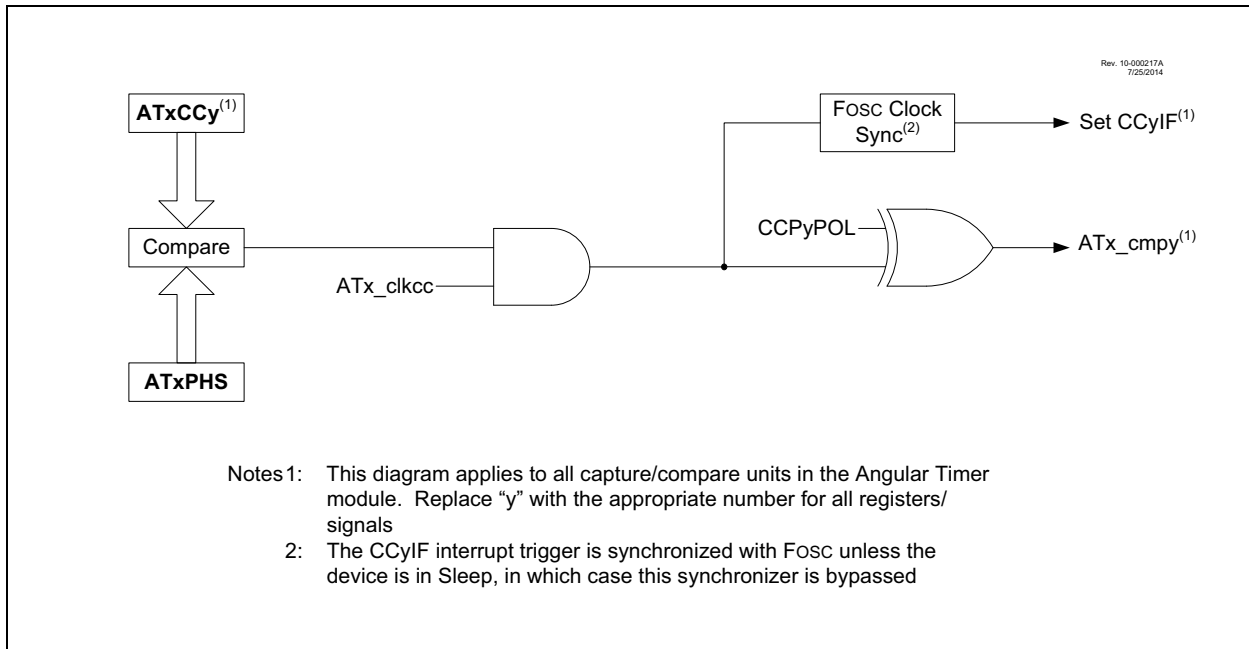 Rev. 10-000217A
7/25/2014
ATxCCy(1)
FOSC Clock
Sync(2)
Set CCyIF(1)
CCPyPOL
Compare
ATx_cmpy(1)
ATx_clkcc
ATxPHS
Notes1: This diagram applies to all capture/compare units in the Angular Timer
module. Replace “y” with the appropriate number for all registers/
signals
2: The CCyIF interrupt trigger is synchronized with FOSC unless the
device is in Sleep, in which case this synchronizer is bypassed